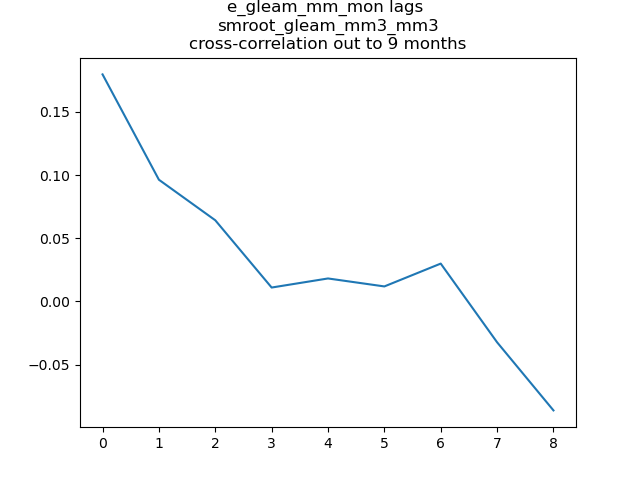 e_gleam_mm_mon lags
smroot_gleam_mm3_mm3
cross-correlation out to 9 months
0.15
0.10
0.05
0.00
−0.05
0 1 2 3 4 5 6 7 8